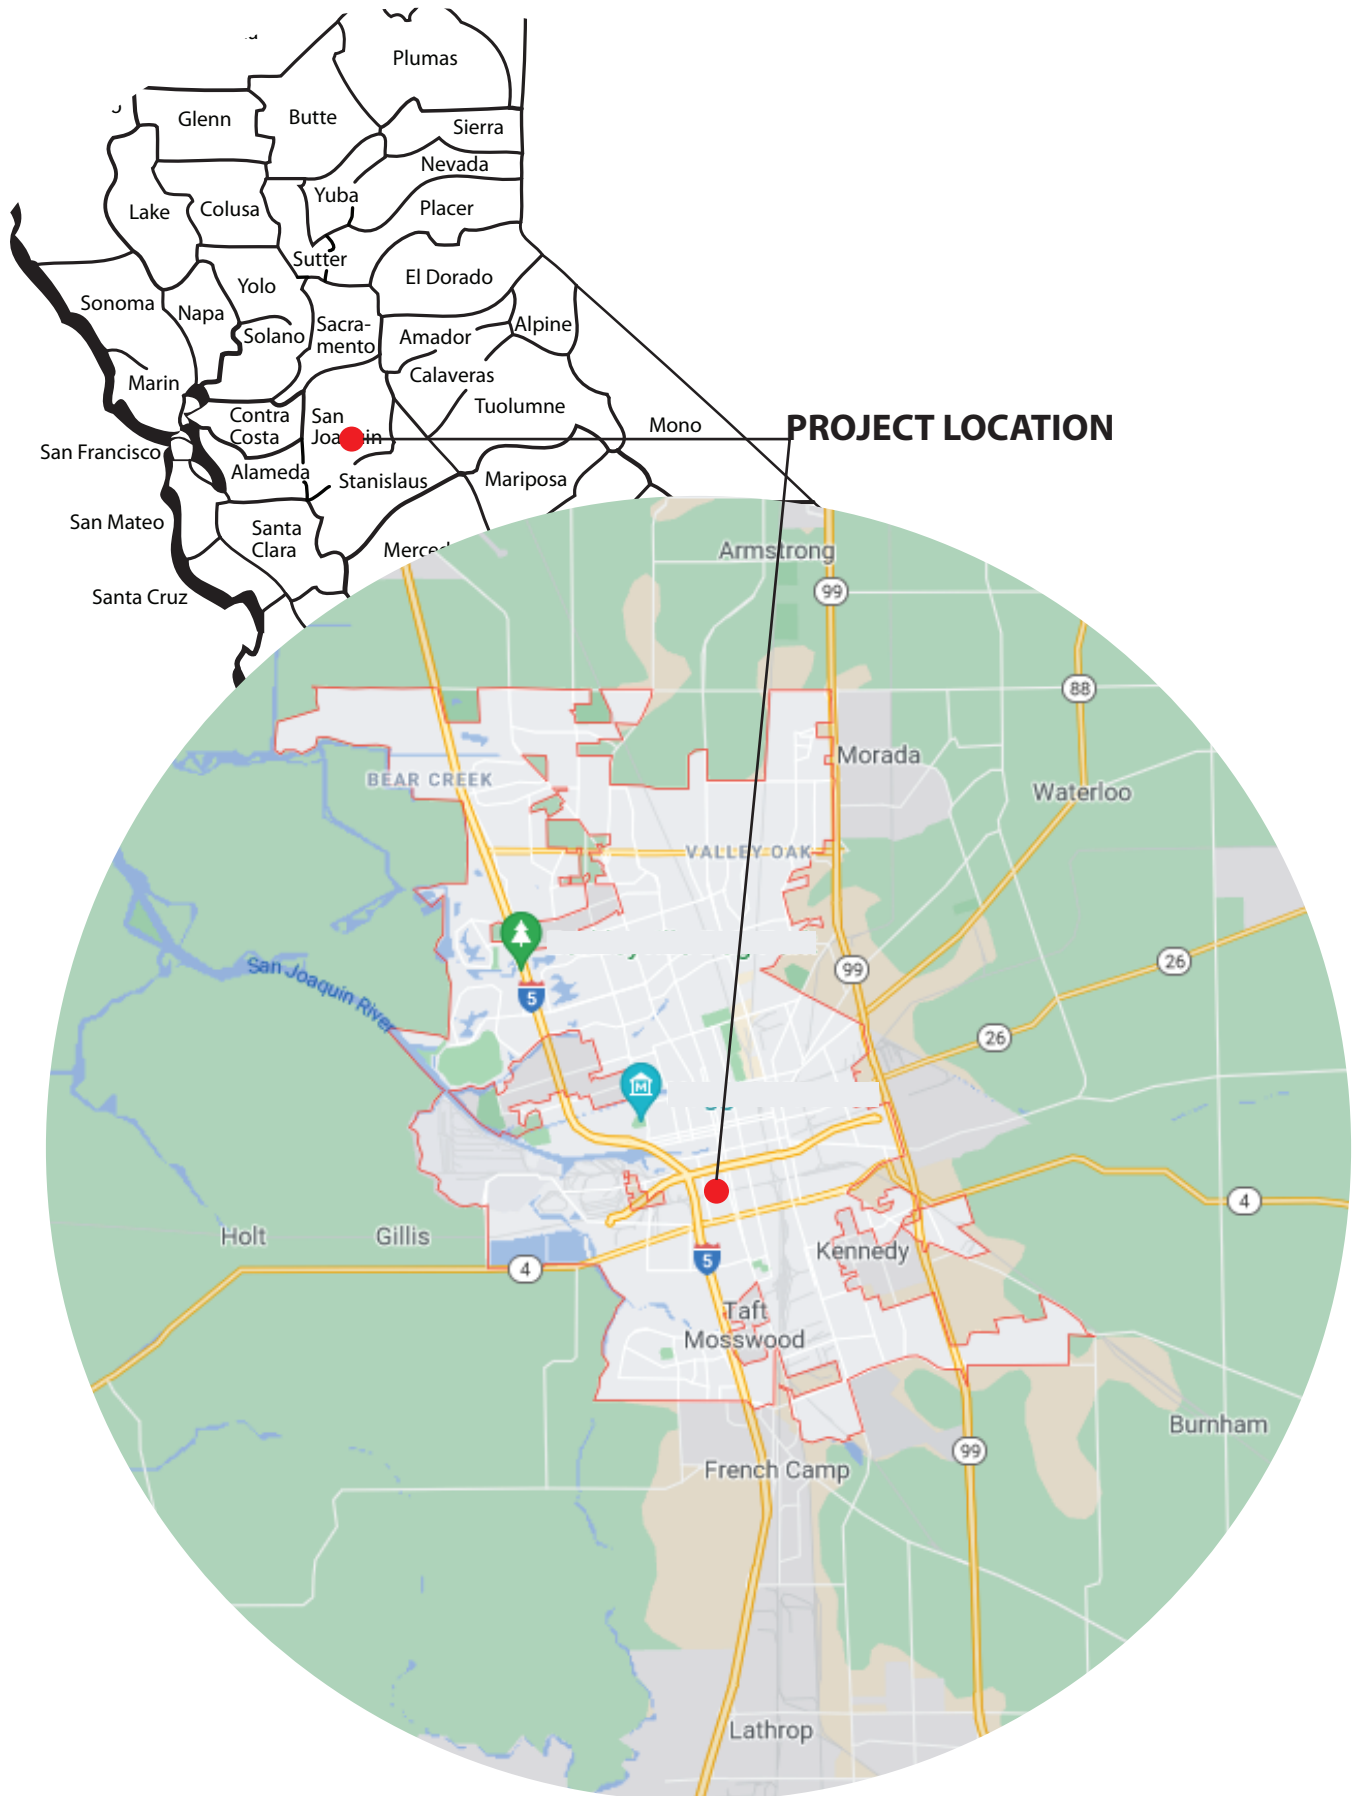 Plumas
Glenn
Butte
Sierra
Nevada
Yuba
Lake
Colusa
Placer
Sutter
El Dorado
Yolo
Sonoma
Napa
Solano
Sacra-
mento
Amador
Alpine
Marin
Calaveras
Tuolumne
Contra
Costa
San
Joaquin
Mono
PROJECT LOCATION
San Francisco
Alameda
Stanislaus
Mariposa
San Mateo
Santa
Clara
Merced
Santa Cruz
Armstrong
99
88
Morada
BEAR CREEK
Waterloo
VALLEY OAK
San Joaquin River
5
99
26
26
M
4
Holt
Gillis
4
5
Kennedy
Taft
Mosswood
Burnham
99
French Camp
Lathrop